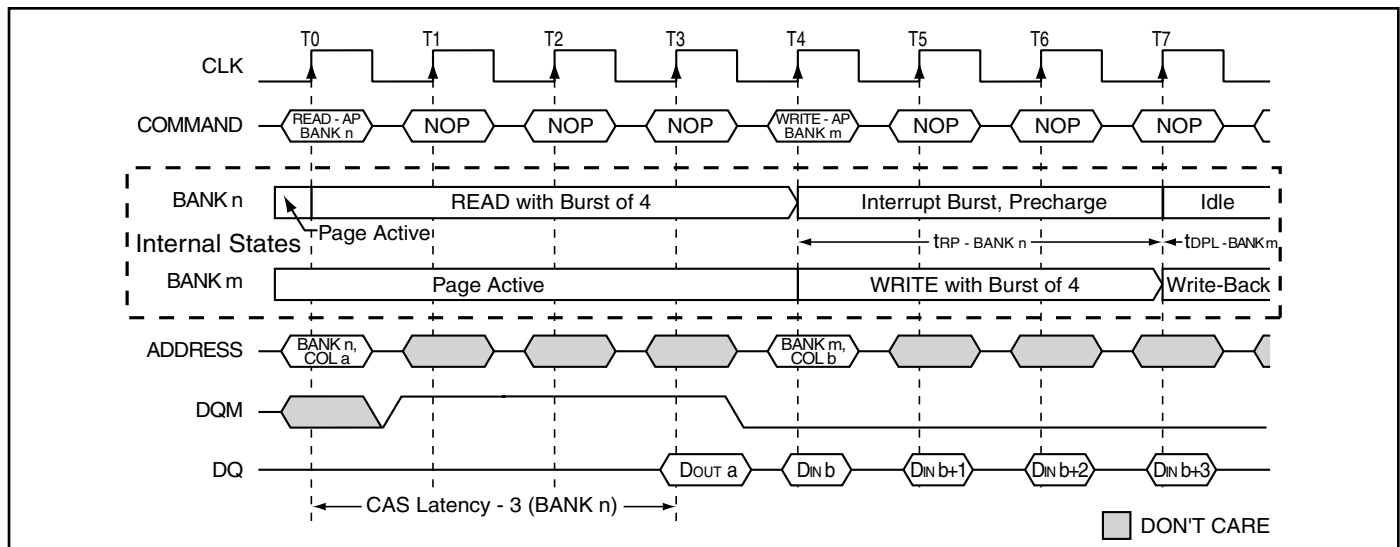 T0 T1 T2 T3 T4 T5 T6 T7
CLK
COMMAND READ - AP BANK n NOP NOP NOP WRITE - AP BANK m NOP NOP NOP
BANK n READ with Burst of 4 Interrupt Burst, Precharge Idle
Internal States Page Active tRP - BANK n tDPL - BANK m
BANK m Page Active WRITE with Burst of 4 Write-Back
ADDRESS BANK n, COL a BANK m, COL b
DQM
DQ DOUT a DIN b DIN b+1 DIN b+2 DIN b+3
CAS Latency - 3 (BANK n)
DON'T CARE